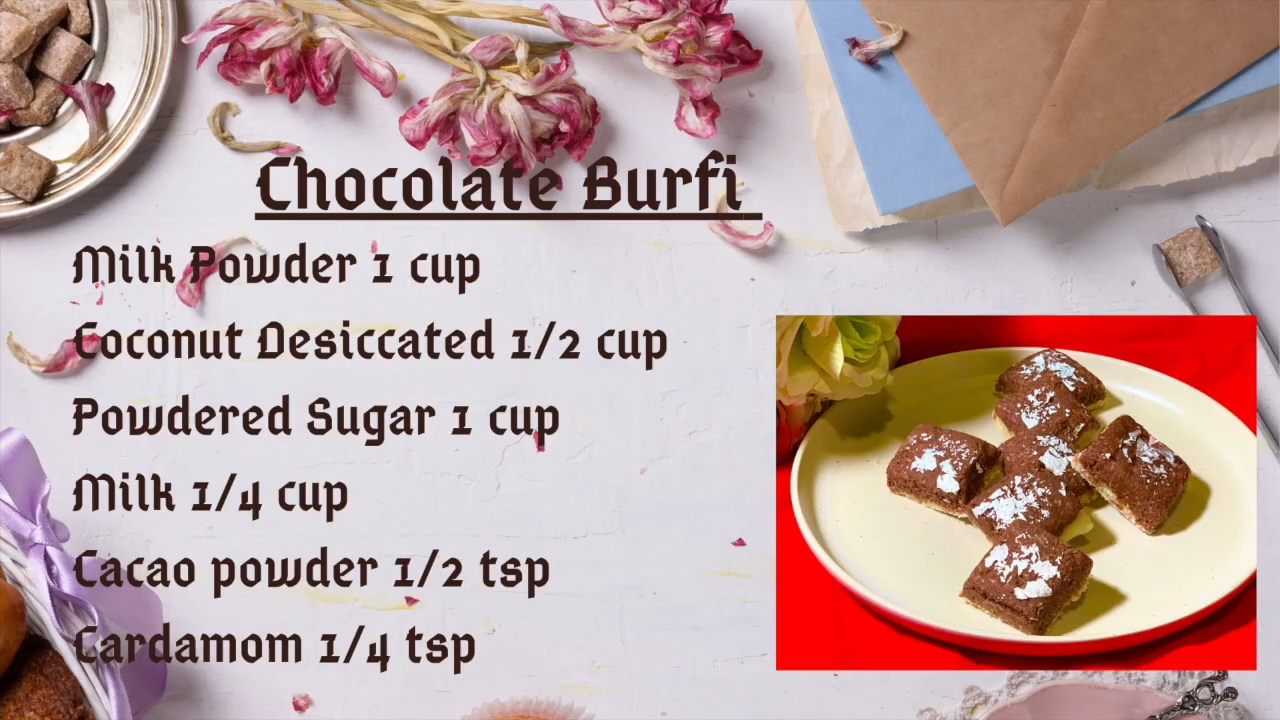 Chocolate Burfi
Milk Powder 1 cup
Coconut Desiccated 1/2 cup
Powdered Sugar 1 cup
Milk 1/4 cup
Cacao powder 1/2 tsp
Cardamom 1/4 tsp